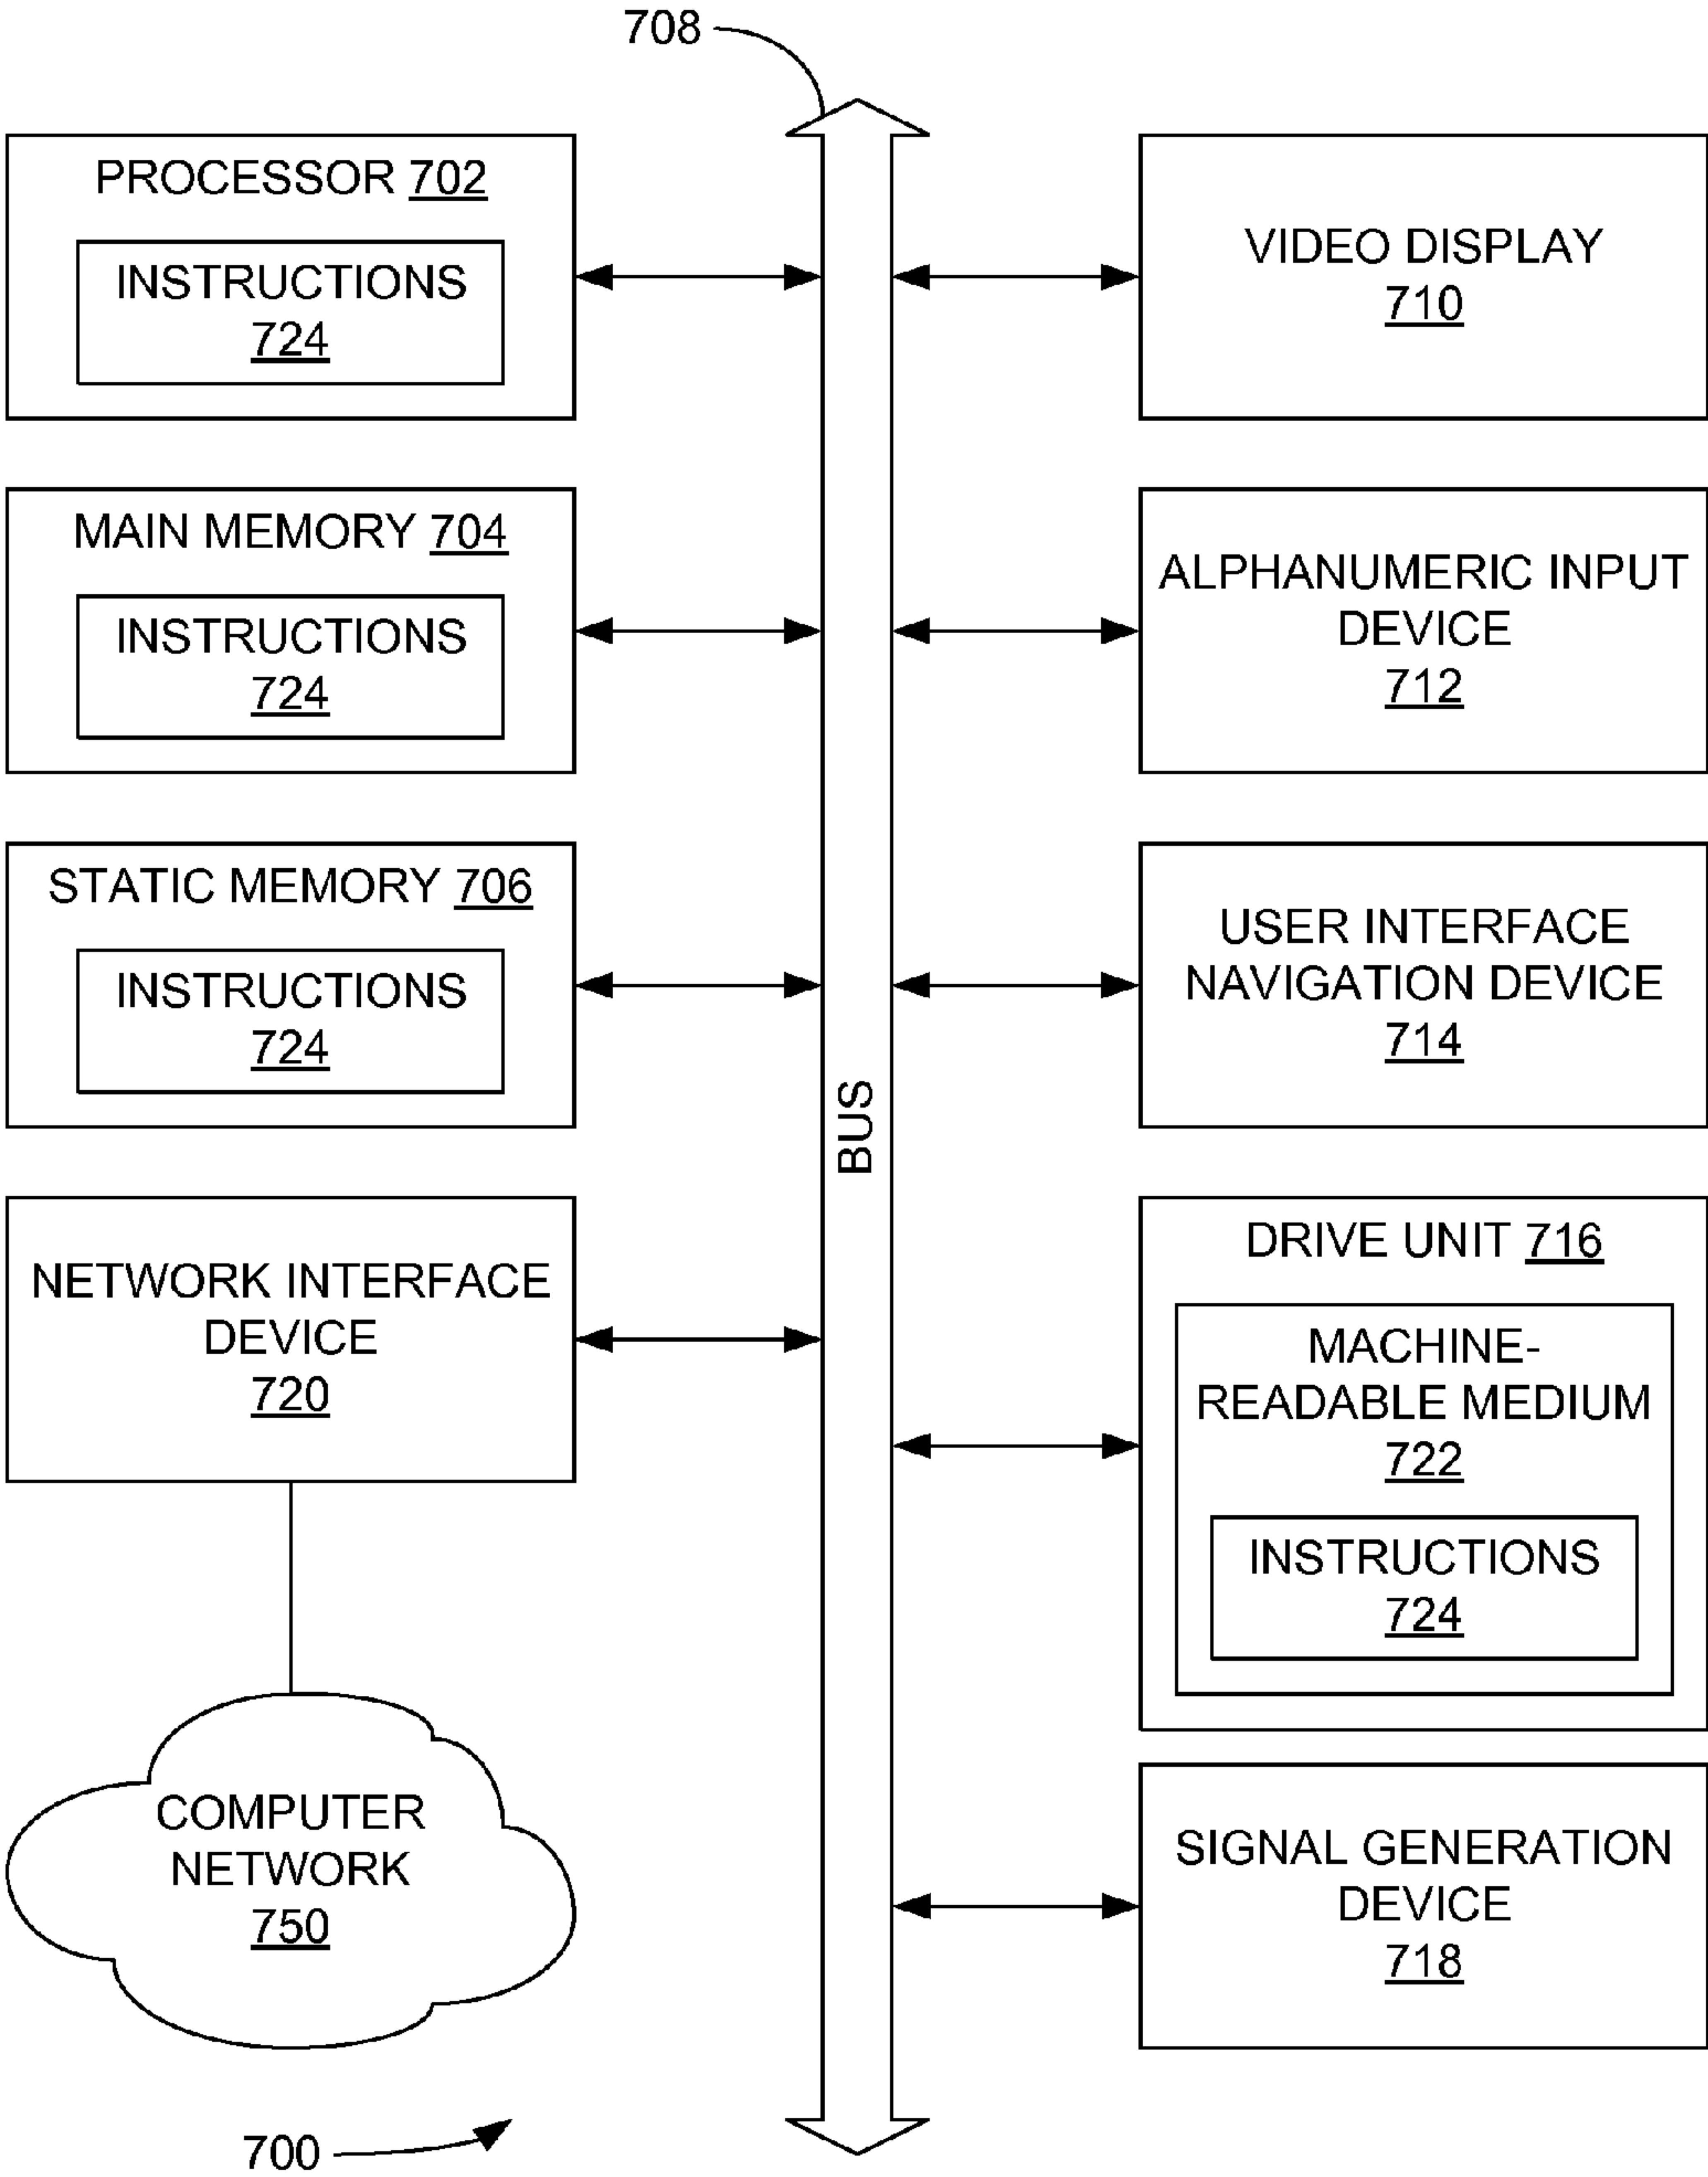 708
PROCESSOR 702
INSTRUCTIONS
724
MAIN MEMORY 704
INSTRUCTIONS
724
STATIC MEMORY 706
INSTRUCTIONS
724
NETWORK INTERFACE
DEVICE
720
COMPUTER
NETWORK
750
700
BUS
VIDEO DISPLAY
710
ALPHANUMERIC INPUT
DEVICE
712
USER INTERFACE
NAVIGATION DEVICE
714
DRIVE UNIT 716
MACHINE-
READABLE MEDIUM
722
INSTRUCTIONS
724
SIGNAL GENERATION
DEVICE
718